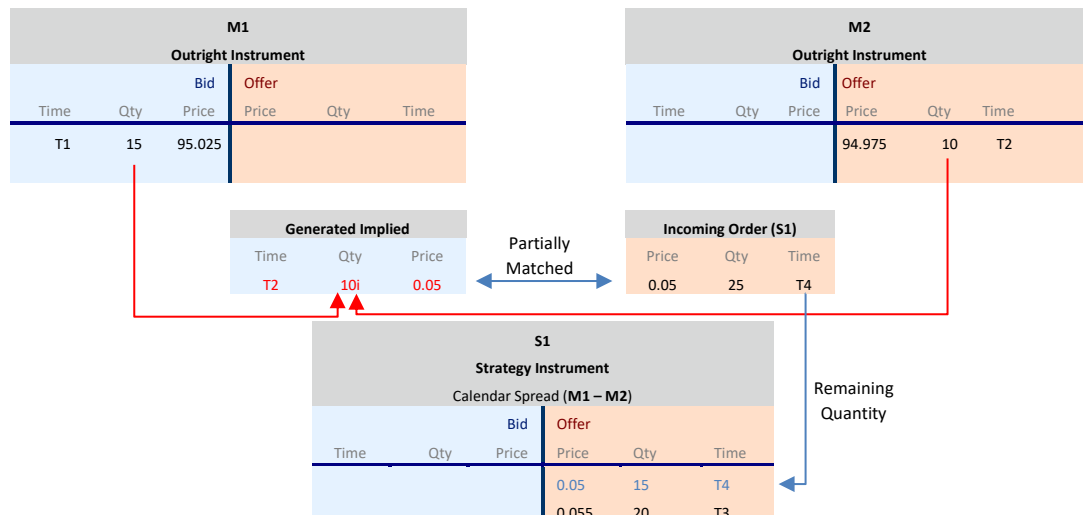 M1
Outright Instrument
Bid Offer
Time Qty Price Price Qty Time
T1 15 95.025
M2
Outright Instrument
Bid Offer
Time Qty Price Price Qty Time
94.975 10 T2
Generated Implied
Time Qty Price
T2 10i 0.05
Partially
Matched
Incoming Order (S1)
Price Qty Time
0.05 25 T4
S1
Strategy Instrument
Calendar Spread (M1 – M2)
Bid Offer
Time Qty Price Price Qty Time
0.05 15 T4
0.055 20 T3
Remaining
Quantity